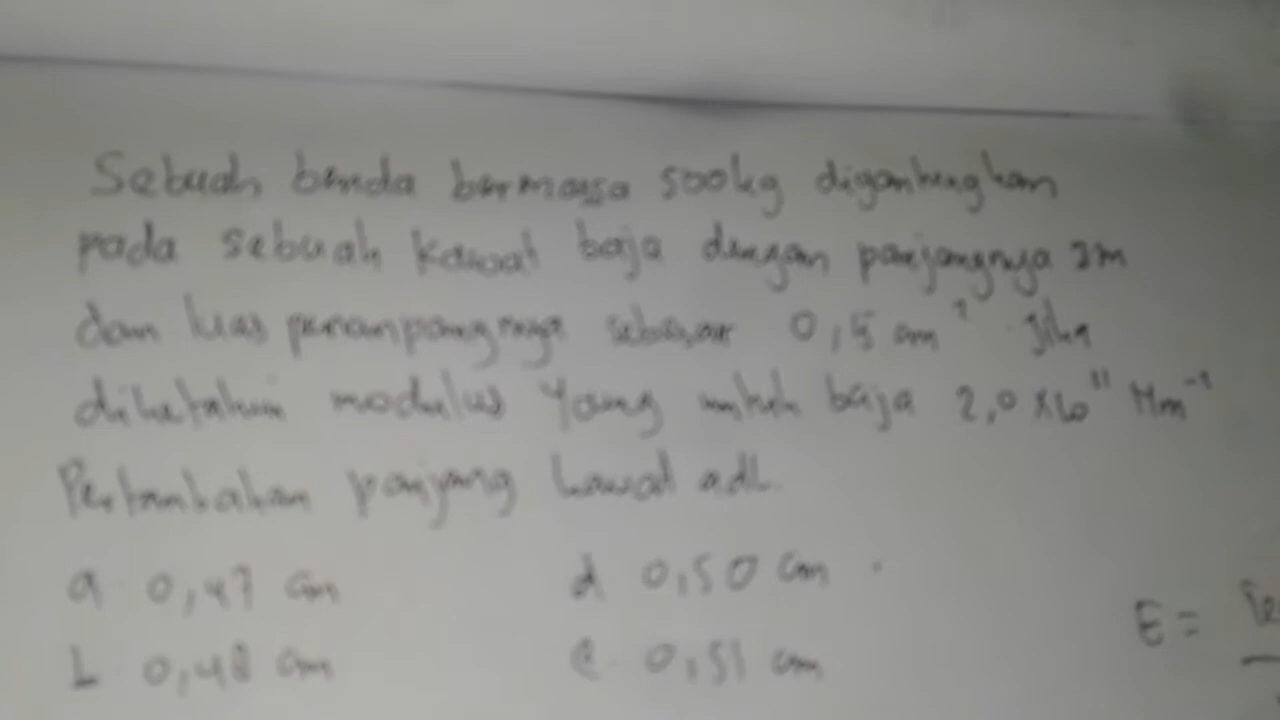 Sebuah benda bermassa 500kg digantungkan
pada sebuah kawat baja dengan panjangnya 3m
dan luas penampangnya sebesar 0,15 cm² Jika
diketahui modulus Young untuk baja 2,0 x 10¹¹ Nm⁻²
Pertambahan panjang kawat adl.
a 0,47 cm
d 0,50 cm
b 0,48 cm
e 0,51 cm
E =